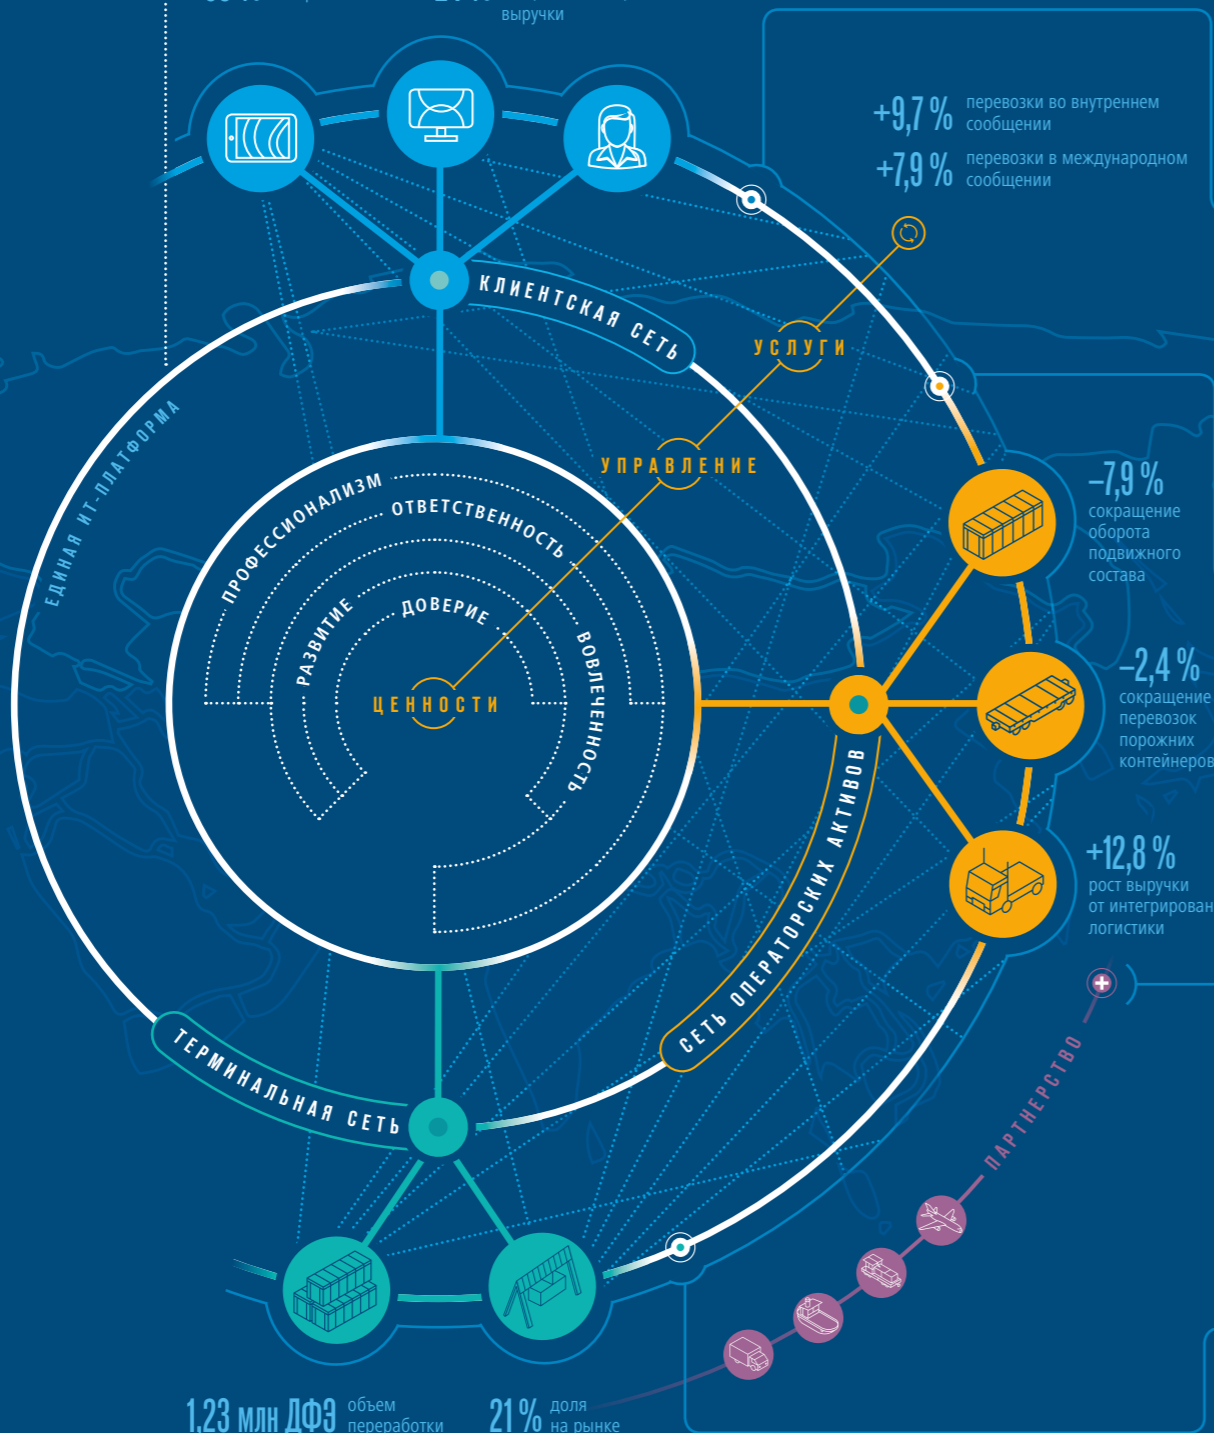 выручки
+9,7 % перевозки во внутреннем
сообщении
+7,9 % перевозки в международном
сообщении
КЛИЕНТСКАЯ СЕТЬ
УСЛУГИ
УПРАВЛЕНИЕ
ЕДИНАЯ ИТ-ПЛАТФОРМА
ПРОФЕССИОНАЛИЗМ
ОТВЕТСТВЕННОСТЬ
РАЗВИТИЕ
ДОВЕРИЕ
ВОВЛЕЧЕННОСТЬ
ЦЕННОСТИ
–7,9 %
сокращение
оборота
подвижного
состава
–2,4 %
сокращение
перевозок
порожних
контейнеров
+12,8 %
рост выручки
от интегрирован
логистики
СЕТЬ ОПЕРАТОРСКИХ АКТИВОВ
ТЕРМИНАЛЬНАЯ СЕТЬ
ПАРТНЕРСТВО
1,23 млн ДФЭ объем
переработки
21 % доля
на рынке